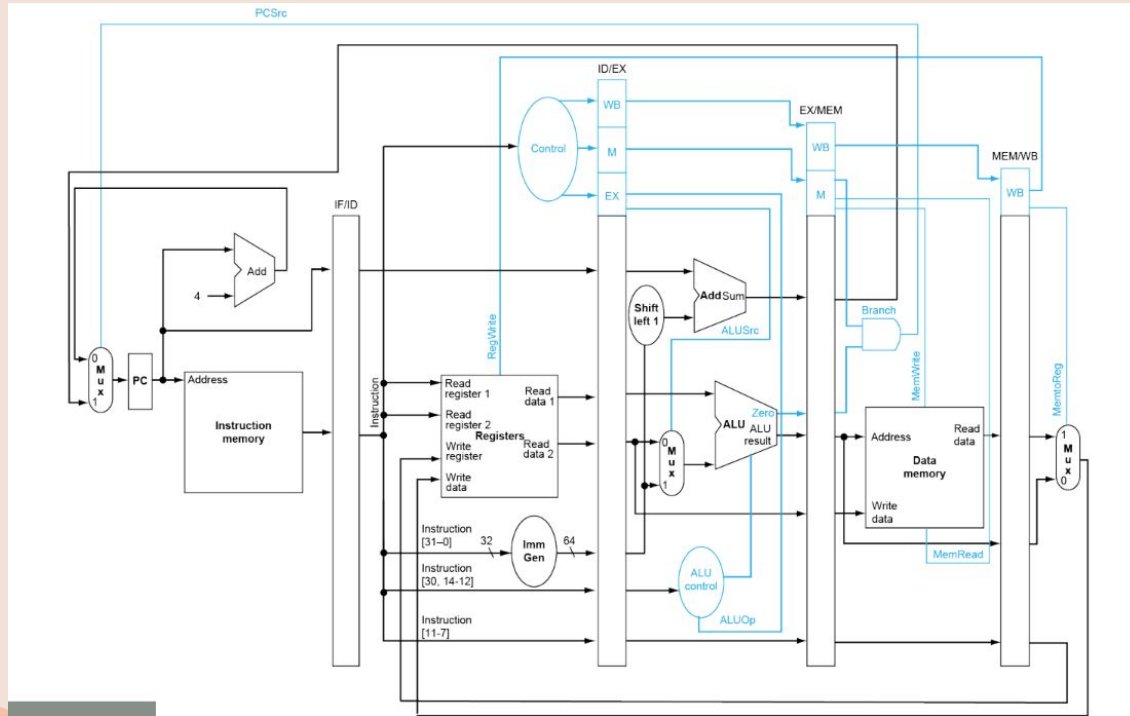 PCSrc
ID/EX
WB
EX/MEM
Control
M
WB
MEM/WB
EX
M
WB
IF/ID
Add
4
Add Sum
Shift
left 1
ALUSrc
Branch
RegWrite
MemWrite
MemtoReg
0
M
u
x
1
PC
Address
Instruction
memory
Instruction
Read
register 1
Read
data 1
Read
register 2
Registers
Read
data 2
Write
register
Write
data
0
M
u
x
1
Zero
ALU
ALU
result
Address
Read
data
Data
memory
Write
data
1
M
u
x
0
MemRead
Instruction
[31–0]
32
Imm
Gen
64
Instruction
[30, 14-12]
ALU
control
ALUOp
Instruction
[11-7]